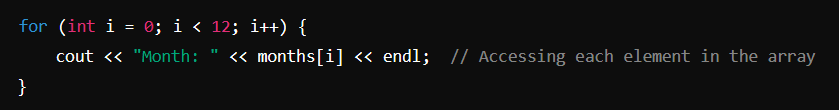 for (int i = 0; i < 12; i++) {
    cout << "Month: " << months[i] << endl;  // Accessing each element in the array
}